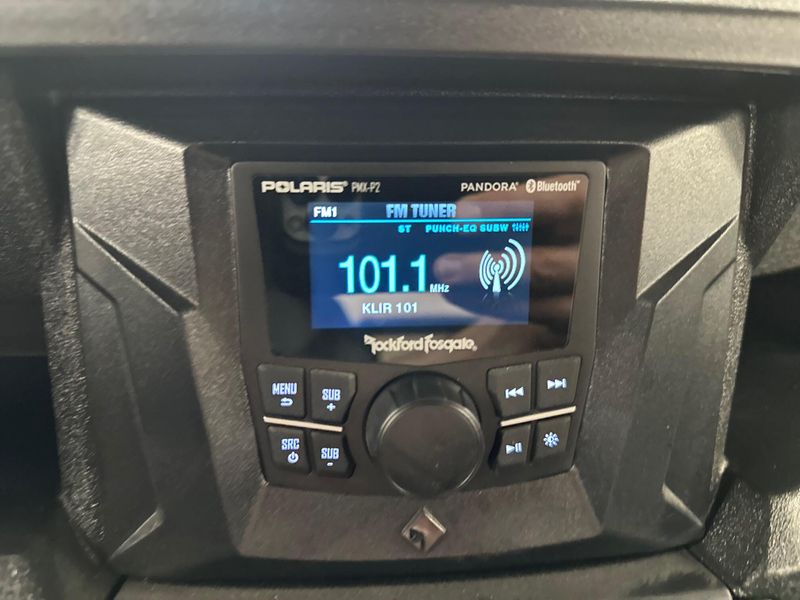 POLARIS® PMX-P2 PANDORA® Bluetooth™
FM1 FM TUNER
ST PUNCH-EQ SUBW
101.1 MHz
KLIR 101
Rockford Fosgate®
MENU SUB +
SRC SUB -